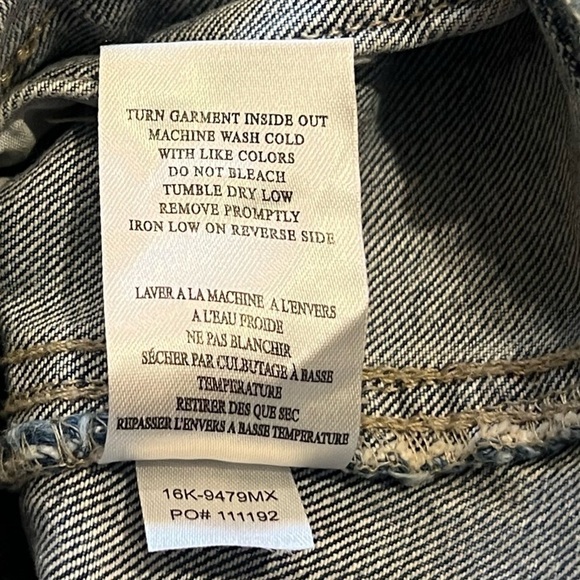 TURN GARMENT INSIDE OUT
MACHINE WASH COLD
WITH LIKE COLORS
DO NOT BLEACH
TUMBLE DRY LOW
REMOVE PROMPTLY
IRON LOW ON REVERSE SIDE
LAVER A LA MACHINE A L'ENVERS
A L'EAU FROIDE
NE PAS BLANCHIR
SÉCHER PAR CULBUTAGE À BASSE
TEMPERATURE
RETIRER DES QUE SEC
REPASSER L'ENVERS A BASSE TEMPERATURE
16K-9479MX
PO# 111192